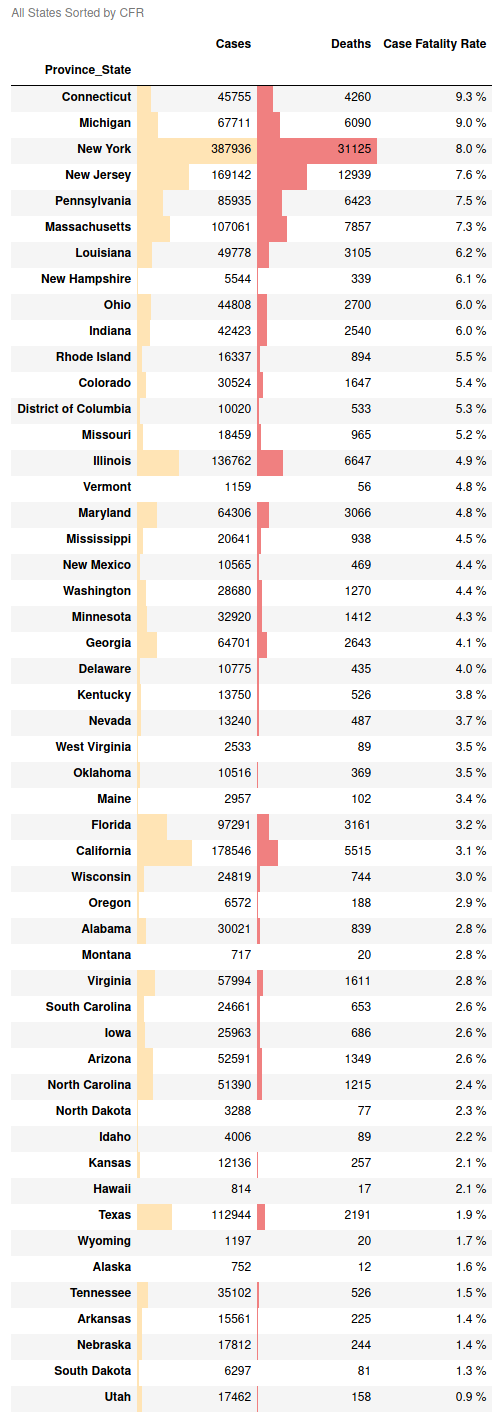 All States Sorted by CFR
Cases Deaths Case Fatality Rate
Province_State
Connecticut 45755 4260 9.3 %
Michigan 67711 6090 9.0 %
New York 387936 31125 8.0 %
New Jersey 169142 12939 7.6 %
Pennsylvania 85935 6423 7.5 %
Massachusetts 107061 7857 7.3 %
Louisiana 49778 3105 6.2 %
New Hampshire 5544 339 6.1 %
Ohio 44808 2700 6.0 %
Indiana 42423 2540 6.0 %
Rhode Island 16337 894 5.5 %
Colorado 30524 1647 5.4 %
District of Columbia 10020 533 5.3 %
Missouri 18459 965 5.2 %
Illinois 136762 6647 4.9 %
Vermont 1159 56 4.8 %
Maryland 64306 3066 4.8 %
Mississippi 20641 938 4.5 %
New Mexico 10565 469 4.4 %
Washington 28680 1270 4.4 %
Minnesota 32920 1412 4.3 %
Georgia 64701 2643 4.1 %
Delaware 10775 435 4.0 %
Kentucky 13750 526 3.8 %
Nevada 13240 487 3.7 %
West Virginia 2533 89 3.5 %
Oklahoma 10516 369 3.5 %
Maine 2957 102 3.4 %
Florida 97291 3161 3.2 %
California 178546 5515 3.1 %
Wisconsin 24819 744 3.0 %
Oregon 6572 188 2.9 %
Alabama 30021 839 2.8 %
Montana 717 20 2.8 %
Virginia 57994 1611 2.8 %
South Carolina 24661 653 2.6 %
Iowa 25963 686 2.6 %
Arizona 52591 1349 2.6 %
North Carolina 51390 1215 2.4 %
North Dakota 3288 77 2.3 %
Idaho 4006 89 2.2 %
Kansas 12136 257 2.1 %
Hawaii 814 17 2.1 %
Texas 112944 2191 1.9 %
Wyoming 1197 20 1.7 %
Alaska 752 12 1.6 %
Tennessee 35102 526 1.5 %
Arkansas 15561 225 1.4 %
Nebraska 17812 244 1.4 %
South Dakota 6297 81 1.3 %
Utah 17462 158 0.9 %